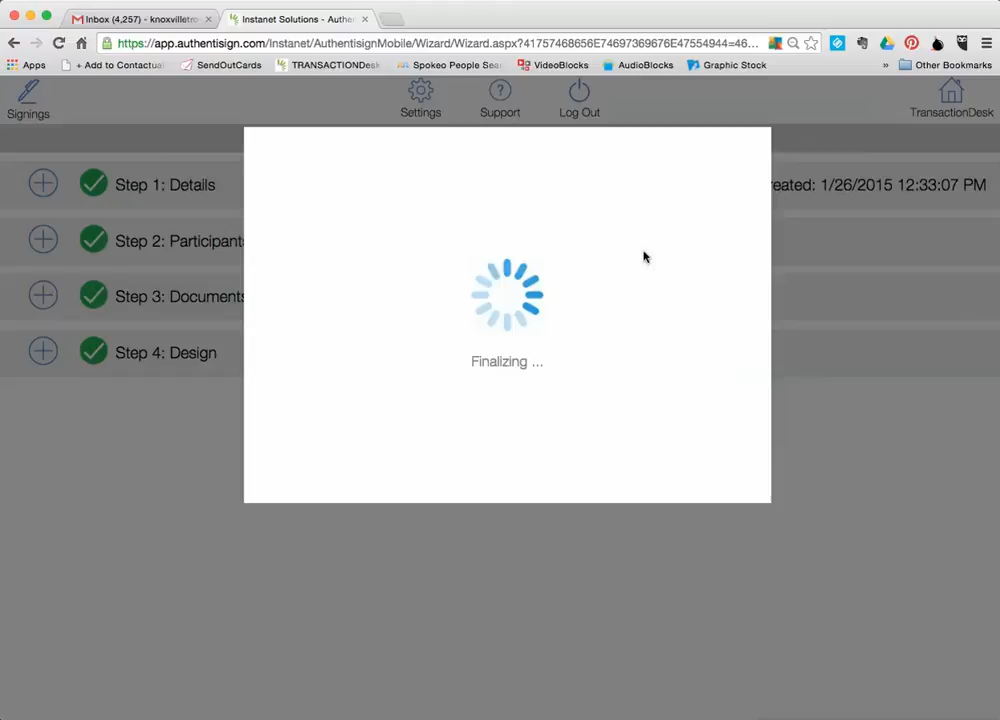 Inbox (4,257) - knoxvilletro
Instanet Solutions - Authe
https://app.authentisign.com/Instanet/AuthentisignMobile/Wizard/Wizard.aspx?41757468656E74697369676E47554944=46...
Apps
+ Add to Contactual
SendOutCards
TRANSACTIONDesk
Spokeo People Sear
VideoBlocks
AudioBlocks
Graphic Stock
»
Other Bookmarks
Signings
Settings
Support
Log Out
TransactionDesk
Step 1: Details
eated: 1/26/2015 12:33:07 PM
Step 2: Participants
Step 3: Documents
Step 4: Design
Finalizing ...